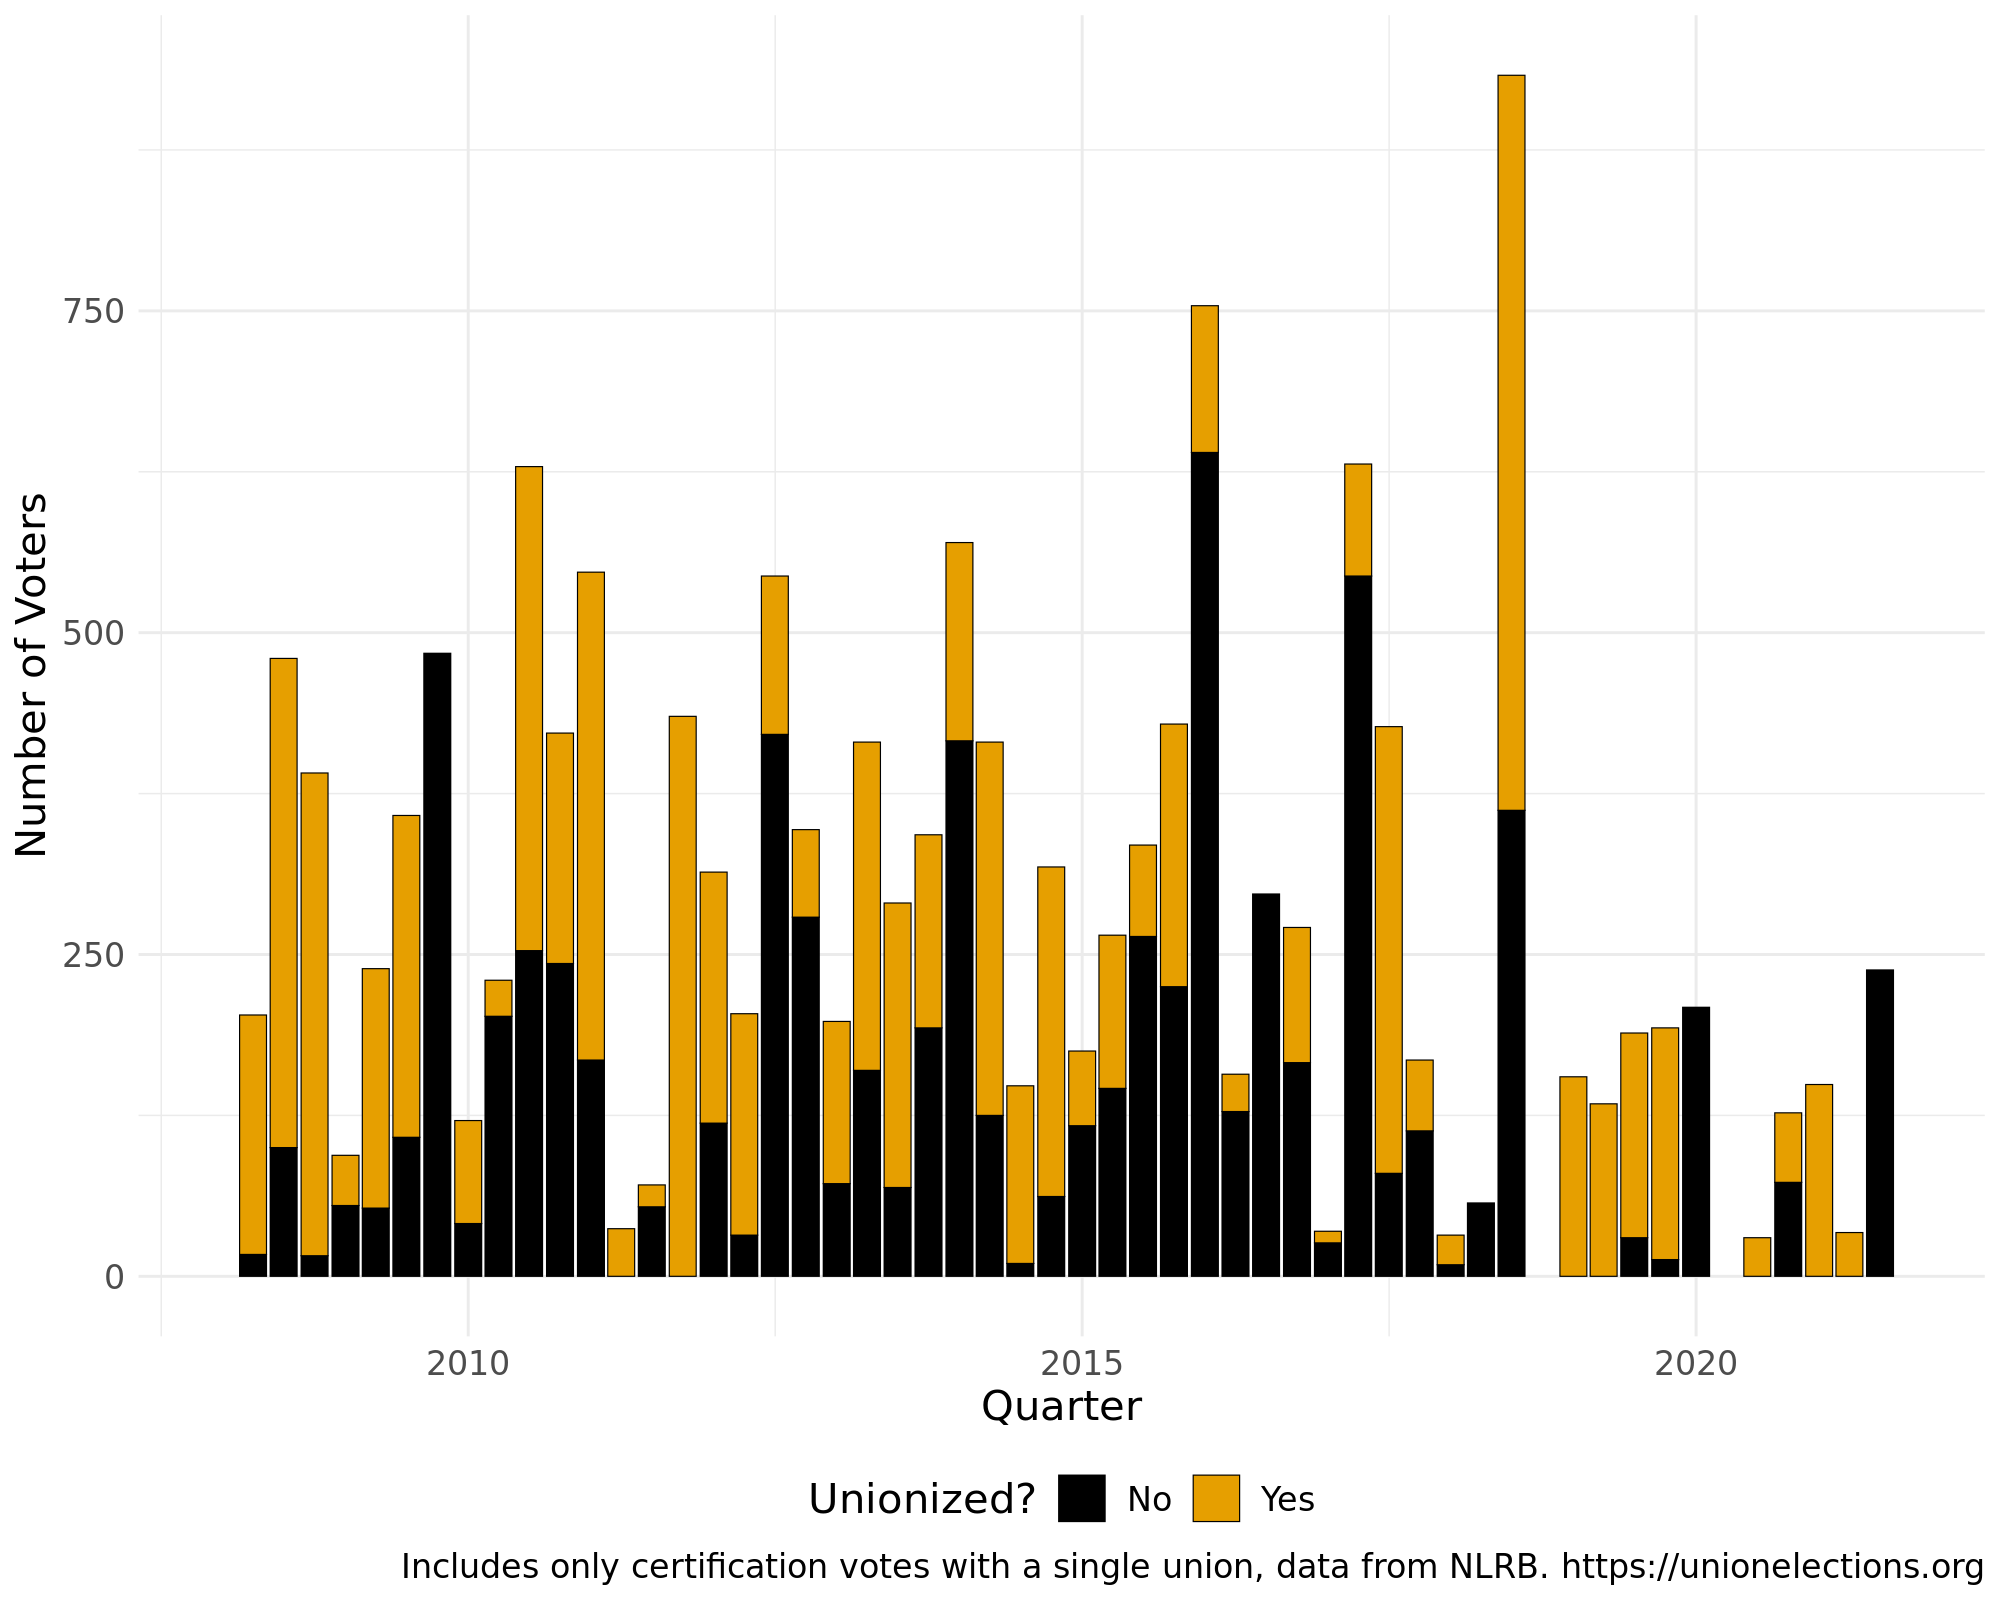 750
500
250
0
Number of Voters
2010
2015
2020
Quarter
Unionized? No Yes
Includes only certification votes with a single union, data from NLRB. https://unionelections.org